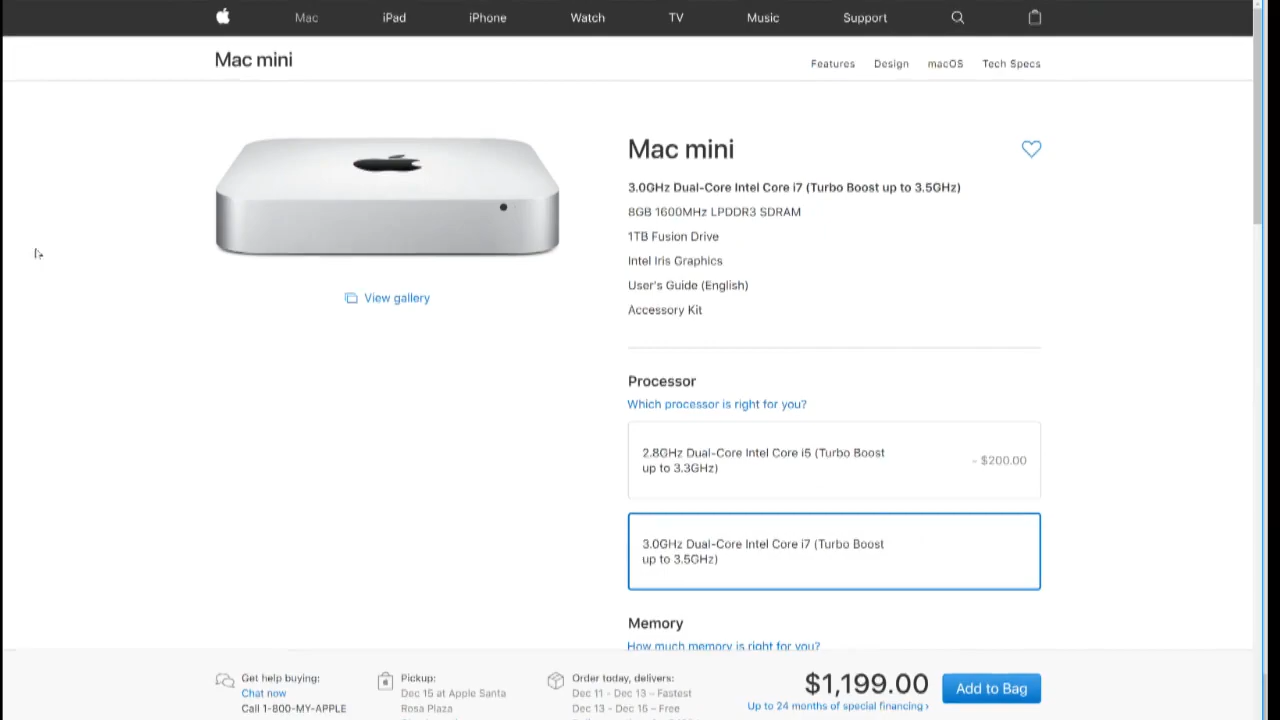 Mac iPad iPhone Watch TV Music Support
Mac mini
Features Design macOS Tech Specs
Mac mini
3.0GHz Dual-Core Intel Core i7 (Turbo Boost up to 3.5GHz)
8GB 1600MHz LPDDR3 SDRAM
1TB Fusion Drive
Intel Iris Graphics
User's Guide (English)
Accessory Kit
View gallery
Processor
Which processor is right for you?
2.8GHz Dual-Core Intel Core i5 (Turbo Boost
up to 3.3GHz)
- $200.00
3.0GHz Dual-Core Intel Core i7 (Turbo Boost
up to 3.5GHz)
Memory
How much memory is right for you?
Get help buying:
Chat now
Call 1-800-MY-APPLE
Pickup:
Dec 15 at Apple Santa
Rosa Plaza
Order today, delivers:
Dec 11 - Dec 13 – Fastest
Dec 13 - Dec 15 – Free
$1,199.00
Up to 24 months of special financing ›
Add to Bag